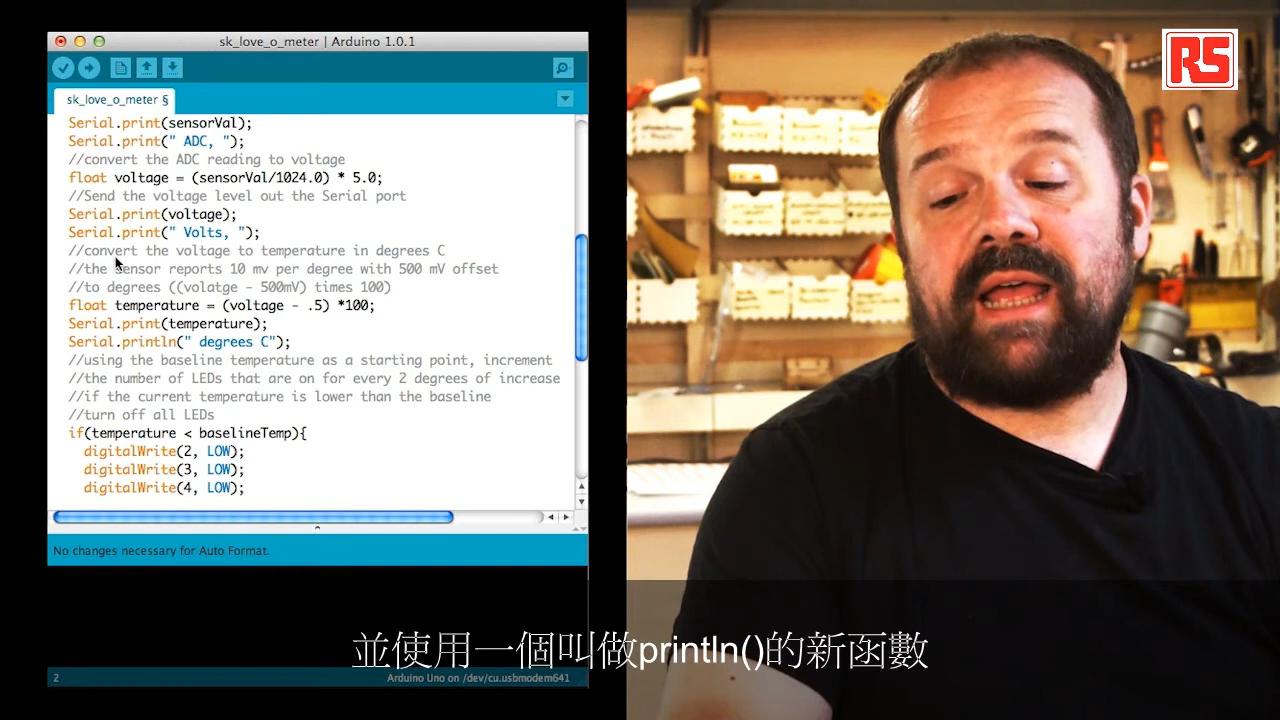 sk_love_o_meter | Arduino 1.0.1
sk_love_o_meter §
Serial.print(sensorVal);
Serial.print(" ADC, ");
//convert the ADC reading to voltage
float voltage = (sensorVal/1024.0) * 5.0;
//Send the voltage level out the Serial port
Serial.print(voltage);
Serial.print(" Volts, ");
//convert the voltage to temperature in degrees C
//the sensor reports 10 mv per degree with 500 mV offset
//to degrees ((volatge - 500mV) times 100)
float temperature = (voltage - .5) *100;
Serial.print(temperature);
Serial.println(" degrees C");
//using the baseline temperature as a starting point, increment
//the number of LEDs that are on for every 2 degrees of increase
//if the current temperature is lower than the baseline
//turn off all LEDs
if(temperature < baselineTemp){
digitalWrite(2, LOW);
digitalWrite(3, LOW);
digitalWrite(4, LOW);
No changes necessary for Auto Format.
2
Arduino Uno on /dev/cu.usbmodem641
RS
並使用一個叫做println()的新函數